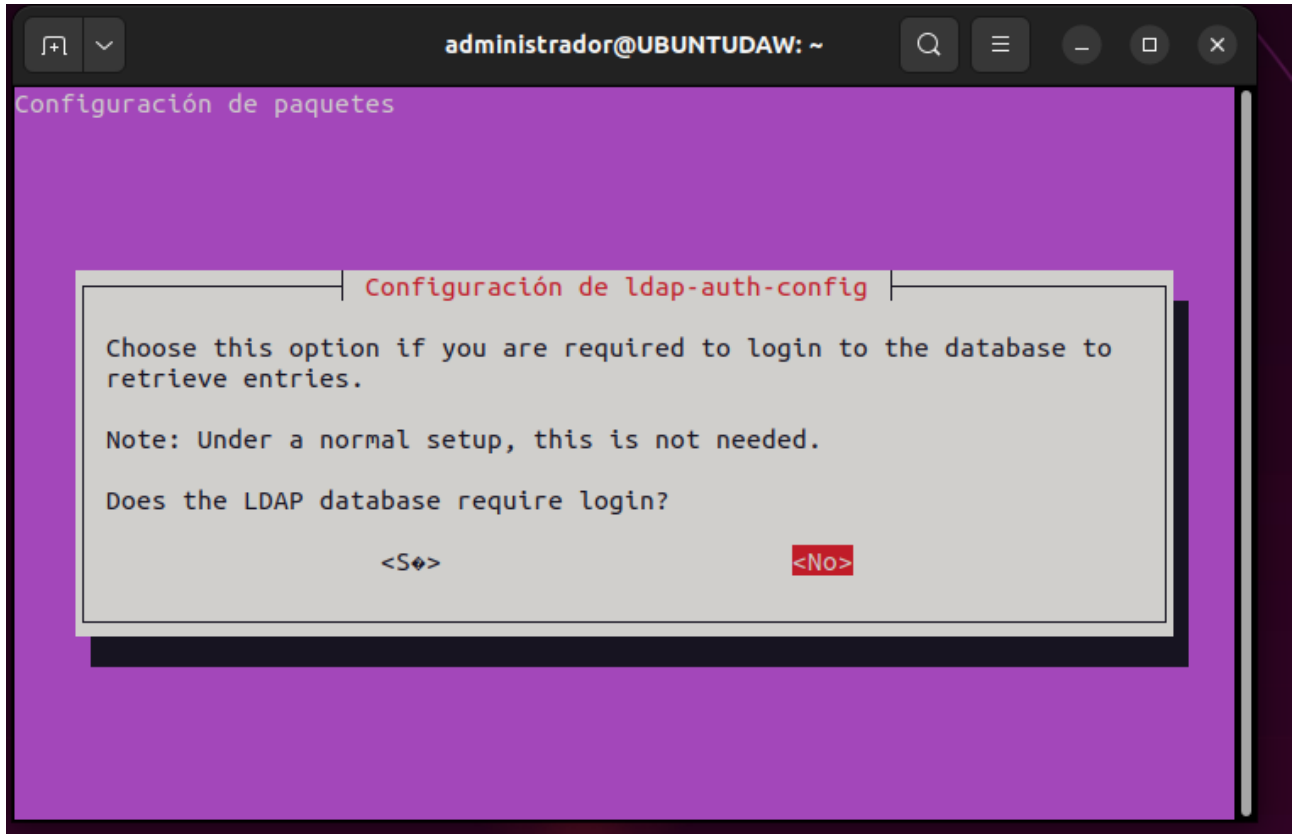 administrador@UBUNTUDAW: ~
Configuración de paquetes
Configuración de ldap-auth-config
Choose this option if you are required to login to the database to
retrieve entries.
Note: Under a normal setup, this is not needed.
Does the LDAP database require login?
<S�> <No>